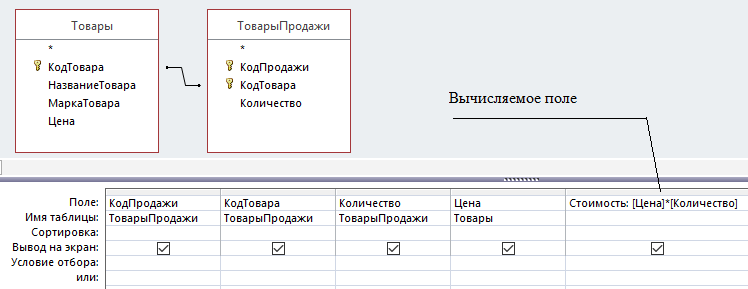 Товары
*
КодТовара
НазваниеТовара
МаркаТовара
Цена
ТоварыПродажи
*
КодПродажи
КодТовара
Количество
Вычисляемое поле
Поле: КодПродажи КодТовара Количество Цена Стоимость: [Цена]*[Количество]
Имя таблицы: ТоварыПродажи ТоварыПродажи ТоварыПродажи Товары
Сортировка:
Вывод на экран:
Условие отбора:
или: